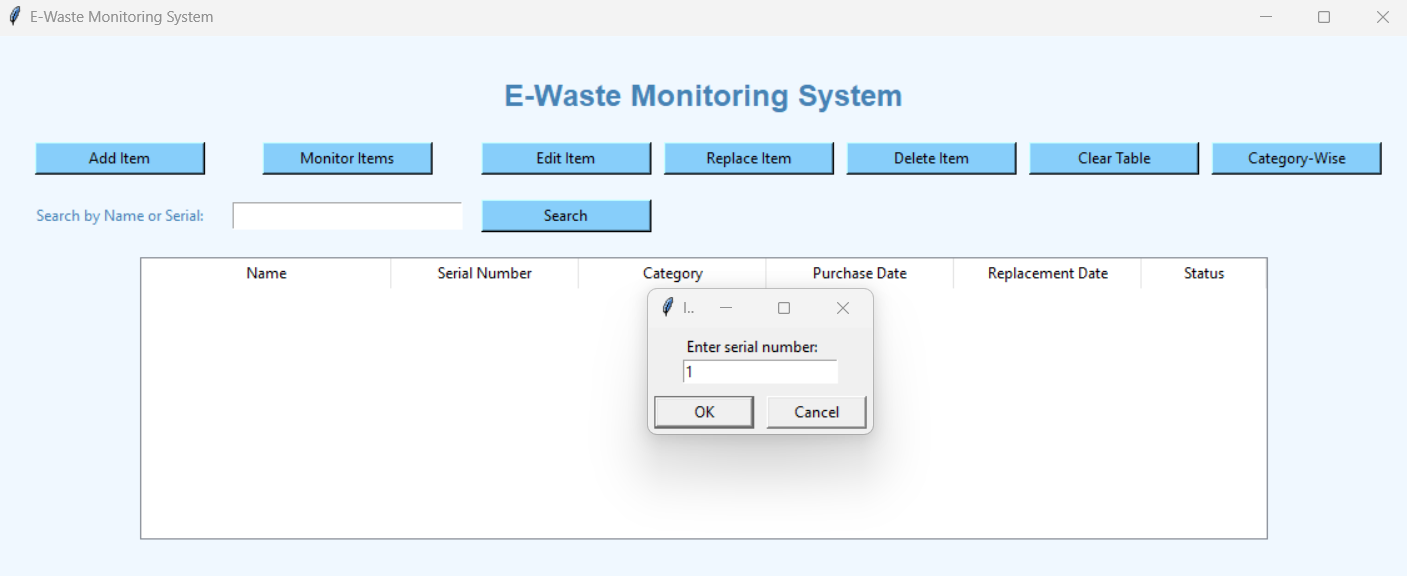 E-Waste Monitoring System
E-Waste Monitoring System
Add Item Monitor Items Edit Item Replace Item Delete Item Clear Table Category-Wise
Search by Name or Serial: Search
Name Serial Number Category Purchase Date Replacement Date Status
I..
Enter serial number:
1
OK Cancel